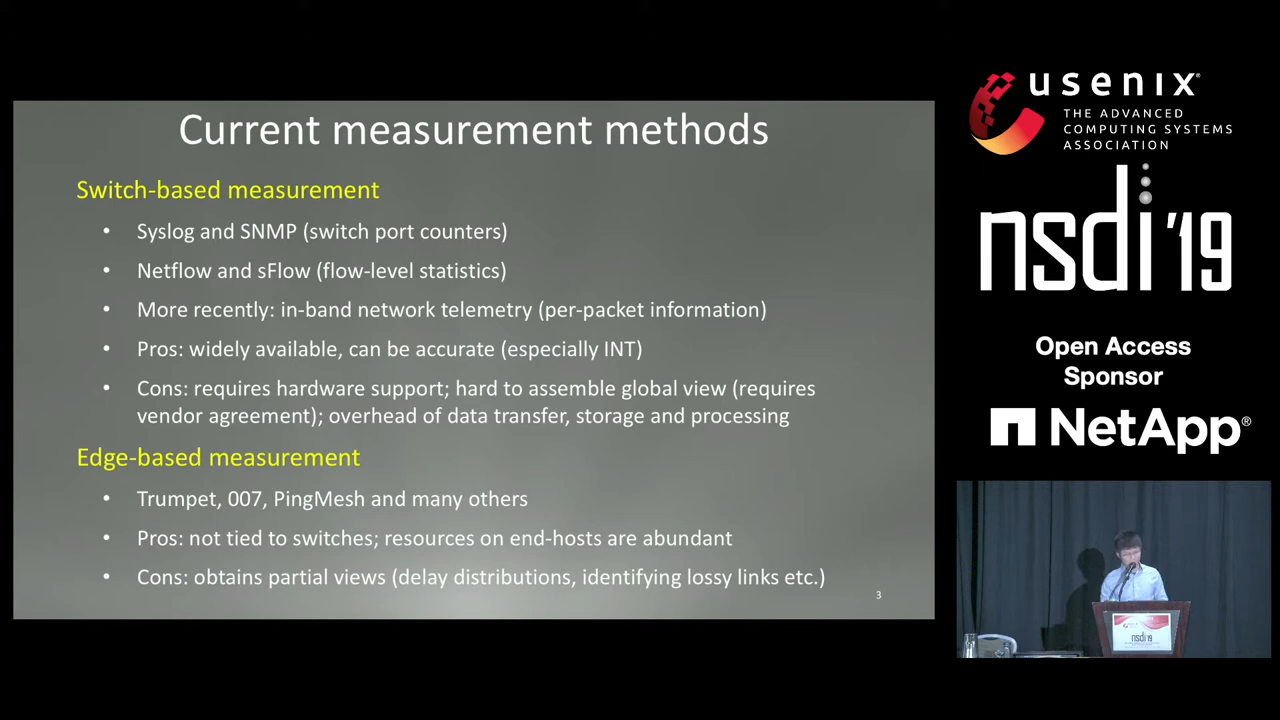 Current measurement methods
Switch-based measurement
• Syslog and SNMP (switch port counters)
• Netflow and sFlow (flow-level statistics)
• More recently: in-band network telemetry (per-packet information)
• Pros: widely available, can be accurate (especially INT)
• Cons: requires hardware support; hard to assemble global view (requires
vendor agreement); overhead of data transfer, storage and processing
Edge-based measurement
• Trumpet, 007, PingMesh and many others
• Pros: not tied to switches; resources on end-hosts are abundant
• Cons: obtains partial views (delay distributions, identifying lossy links etc.)
3
usenix®
THE ADVANCED
COMPUTING SYSTEMS
ASSOCIATION
nsdi '19
Open Access
Sponsor
NetApp®
nsdi'19